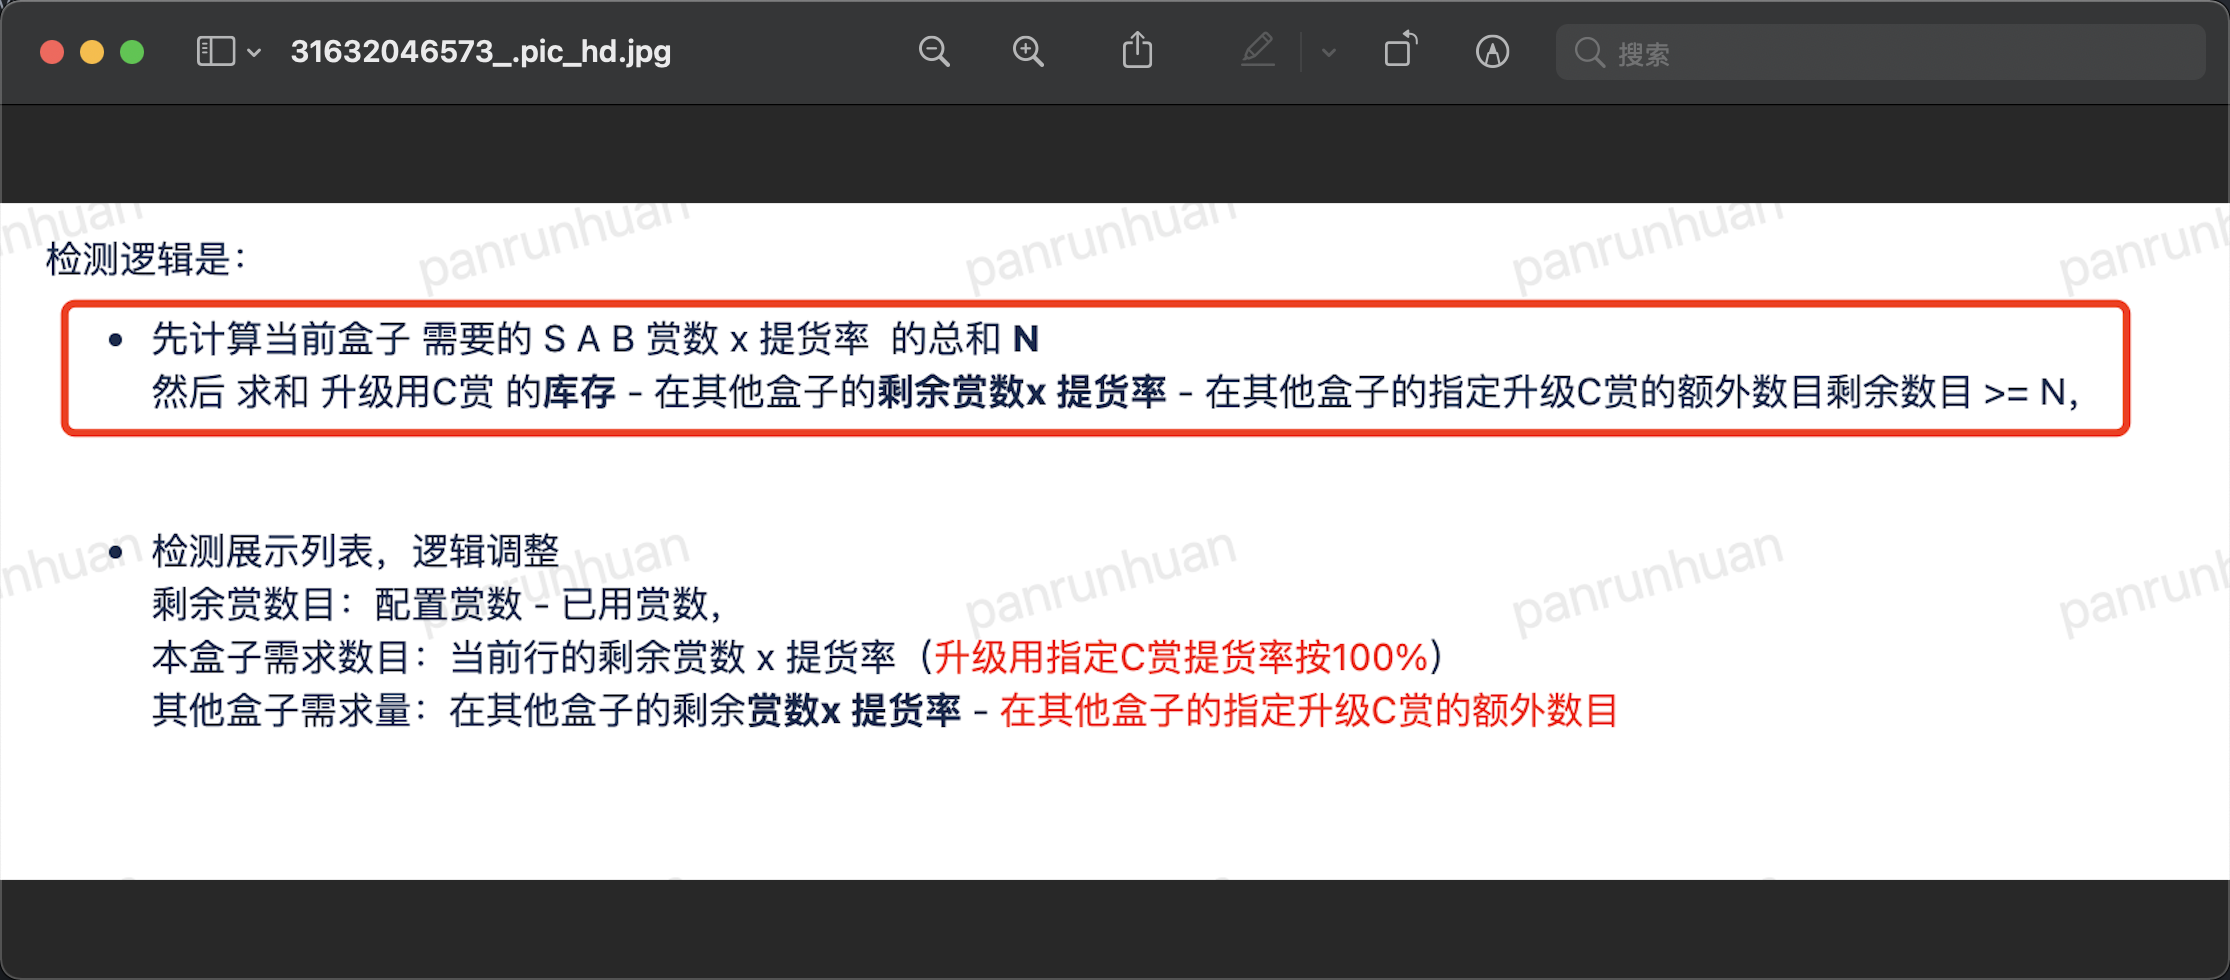 31632046573_.pic_hd.jpg
搜索
检测逻辑是：
先计算当前盒子 需要的 S A B 赏数 x 提货率 的总和 N
然后 求和 升级用C赏 的库存 - 在其他盒子的剩余赏数x 提货率 - 在其他盒子的指定升级C赏的额外数目剩余数目 >= N，
检测展示列表，逻辑调整
剩余赏数目：配置赏数 - 已用赏数，
本盒子需求数目：当前行的剩余赏数 x 提货率（升级用指定C赏提货率按100%）
其他盒子需求量：在其他盒子的剩余赏数x 提货率 - 在其他盒子的指定升级C赏的额外数目
nhuan
panrunhuan
panrunhuan
panrunhuan
panrunh
nhuan
panrunhuan
panrunhuan
panrunhuan
panrunh